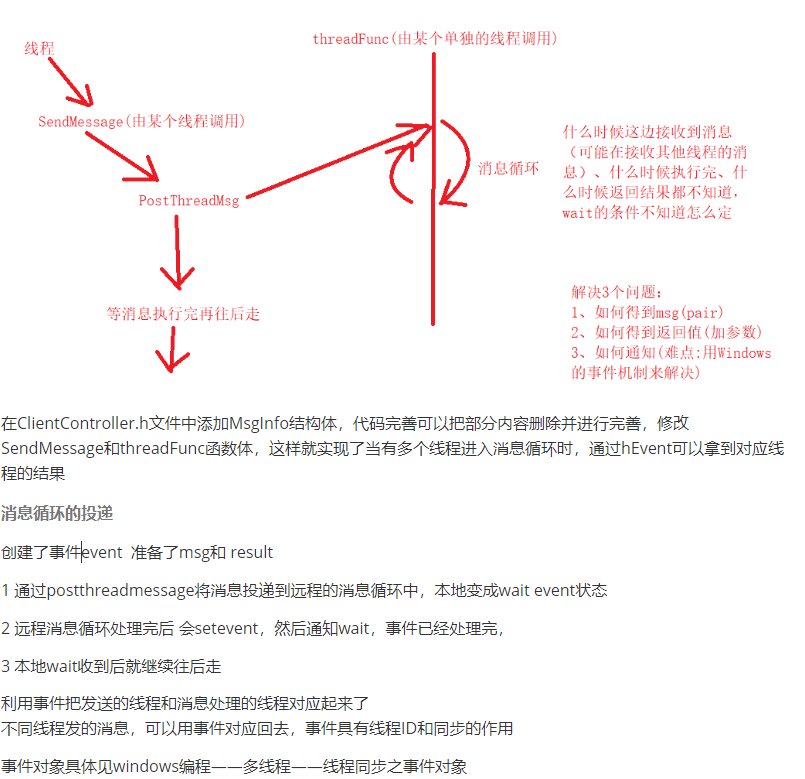 线程
threadFunc(由某个单独的线程调用)
SendMessage(由某个线程调用)
PostThreadMsg
消息循环
等消息执行完再往后走
什么时候这边接收到消息
（可能在接收其他线程的消
息）、什么时候执行完、什
么时候返回结果都不知道，
wait的条件不知道怎么定
解决3个问题：
1、如何得到msg(pair)
2、如何得到返回值(加参数)
3、如何通知(难点:用Windows
的事件机制来解决)
在ClientController.h文件中添加MsgInfo结构体，代码完善可以把部分内容删除并进行完善，修改
SendMessage和threadFunc函数体，这样就实现了当有多个线程进入消息循环时，通过hEvent可以拿到对应线
程的结果
消息循环的投递
创建了事件event 准备了msg和 result
1 通过postthreadmessage将消息投递到远程的消息循环中，本地变成wait event状态
2 远程消息循环处理完后 会setevent，然后通知wait，事件已经处理完，
3 本地wait收到后就继续往后走
利用事件把发送的线程和消息处理的线程对应起来了
不同线程发的消息，可以用事件对应回去，事件具有线程ID和同步的作用
事件对象具体见windows编程——多线程——线程同步之事件对象